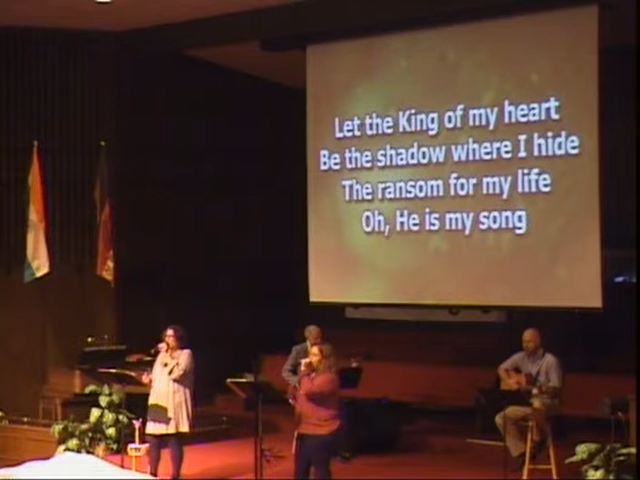 Let the King of my heart
Be the shadow where I hide
The ransom for my life
Oh, He is my song